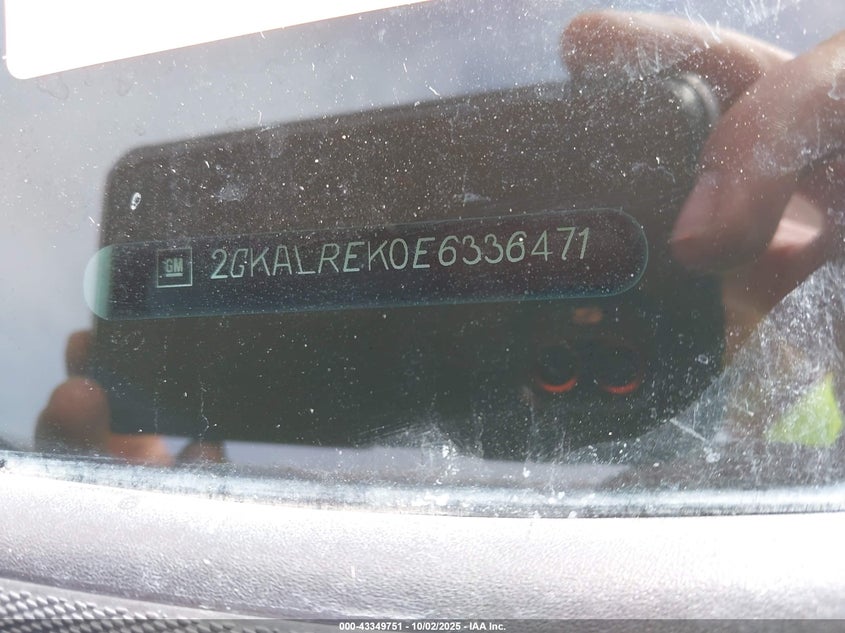 GM 2GKALREK0E6336471
000-43349751 - 10/02/2025 - IAA Inc.